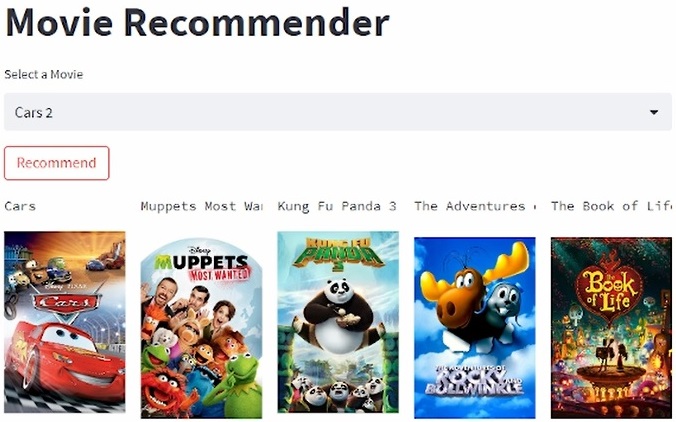 Movie Recommender
Select a Movie
Cars 2
Recommend
Cars
Muppets Most Wan
Kung Fu Panda 3
The Adventures
The Book of Life
DISNEY PIXAR
Cars
Disney
MUPPETS
MOST WANTED
KUNG FU
PANDA
3
THE ADVENTURES OF
ROCKY AND
BULLWINKLE
The
Book
of Life